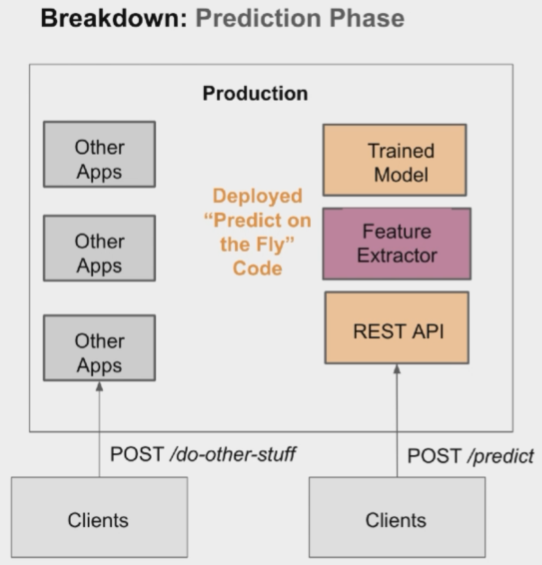 Breakdown: Prediction Phase
Production
Other
Apps
Other
Apps
Other
Apps
Deployed
“Predict on
the Fly”
Code
Trained
Model
Feature
Extractor
REST API
POST /do-other-stuff
POST /predict
Clients
Clients